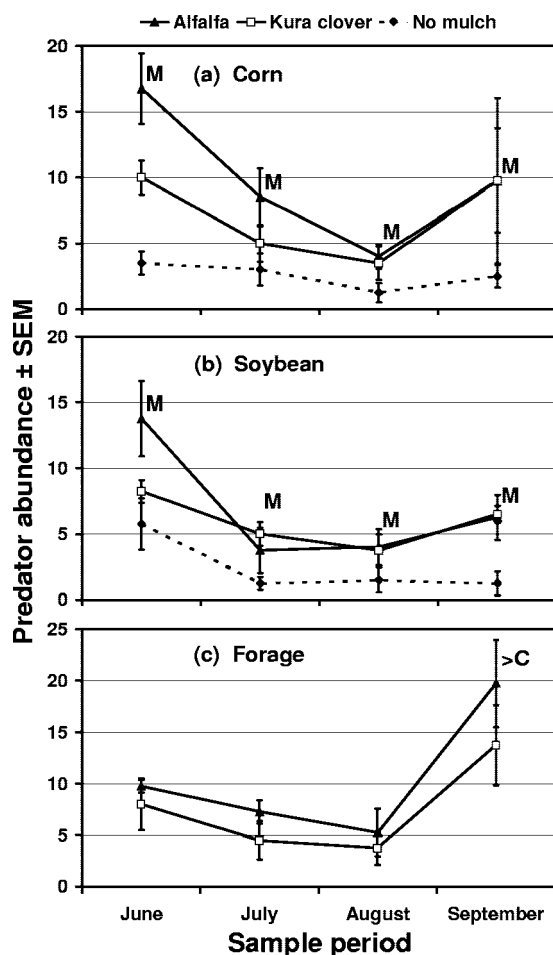 Alfalfa Kura clover No mulch
20
(a) Corn
M
15
M
10
M
M
5
0
20
(b) Soybean
M
15
10
M
M
M
5
0
25
(c) Forage
>C
20
15
10
5
0
June July August September
Sample period
Predator abundance ± SEM